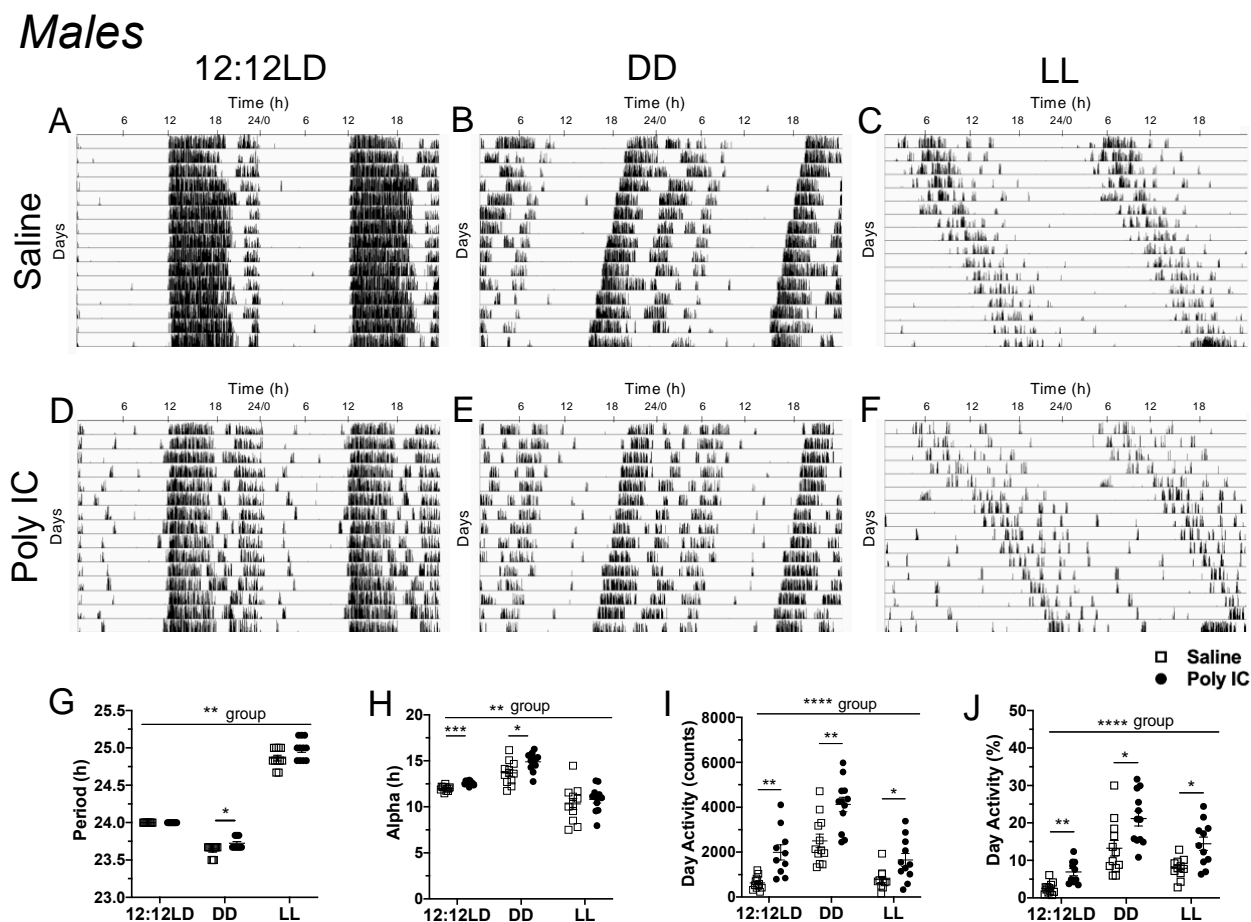 Males
12:12LD DD LL
A Time (h)
6 12 18 24/0 6 12 18
Saline
Days
B Time (h)
6 12 18 24/0 6 12 18
Days
C Time (h)
6 12 18 24/0 6 12 18
Days
D Time (h)
6 12 18 24/0 6 12 18
Poly IC
Days
E Time (h)
6 12 18 24/0 6 12 18
Days
F Time (h)
6 12 18 24/0 6 12 18
Days
Saline
Poly IC
G
** group
*
Period (h)
25.5
25.0
24.5
24.0
23.5
23.0
12:12LD DD LL
H
** group
*** *
Alpha (h)
20
15
10
5
0
12:12LD DD LL
I
**** group
** ** *
Day Activity (counts)
8000
6000
4000
2000
0
12:12LD DD LL
J
**** group
** * *
Day Activity (%)
50
40
30
20
10
0
12:12LD DD LL